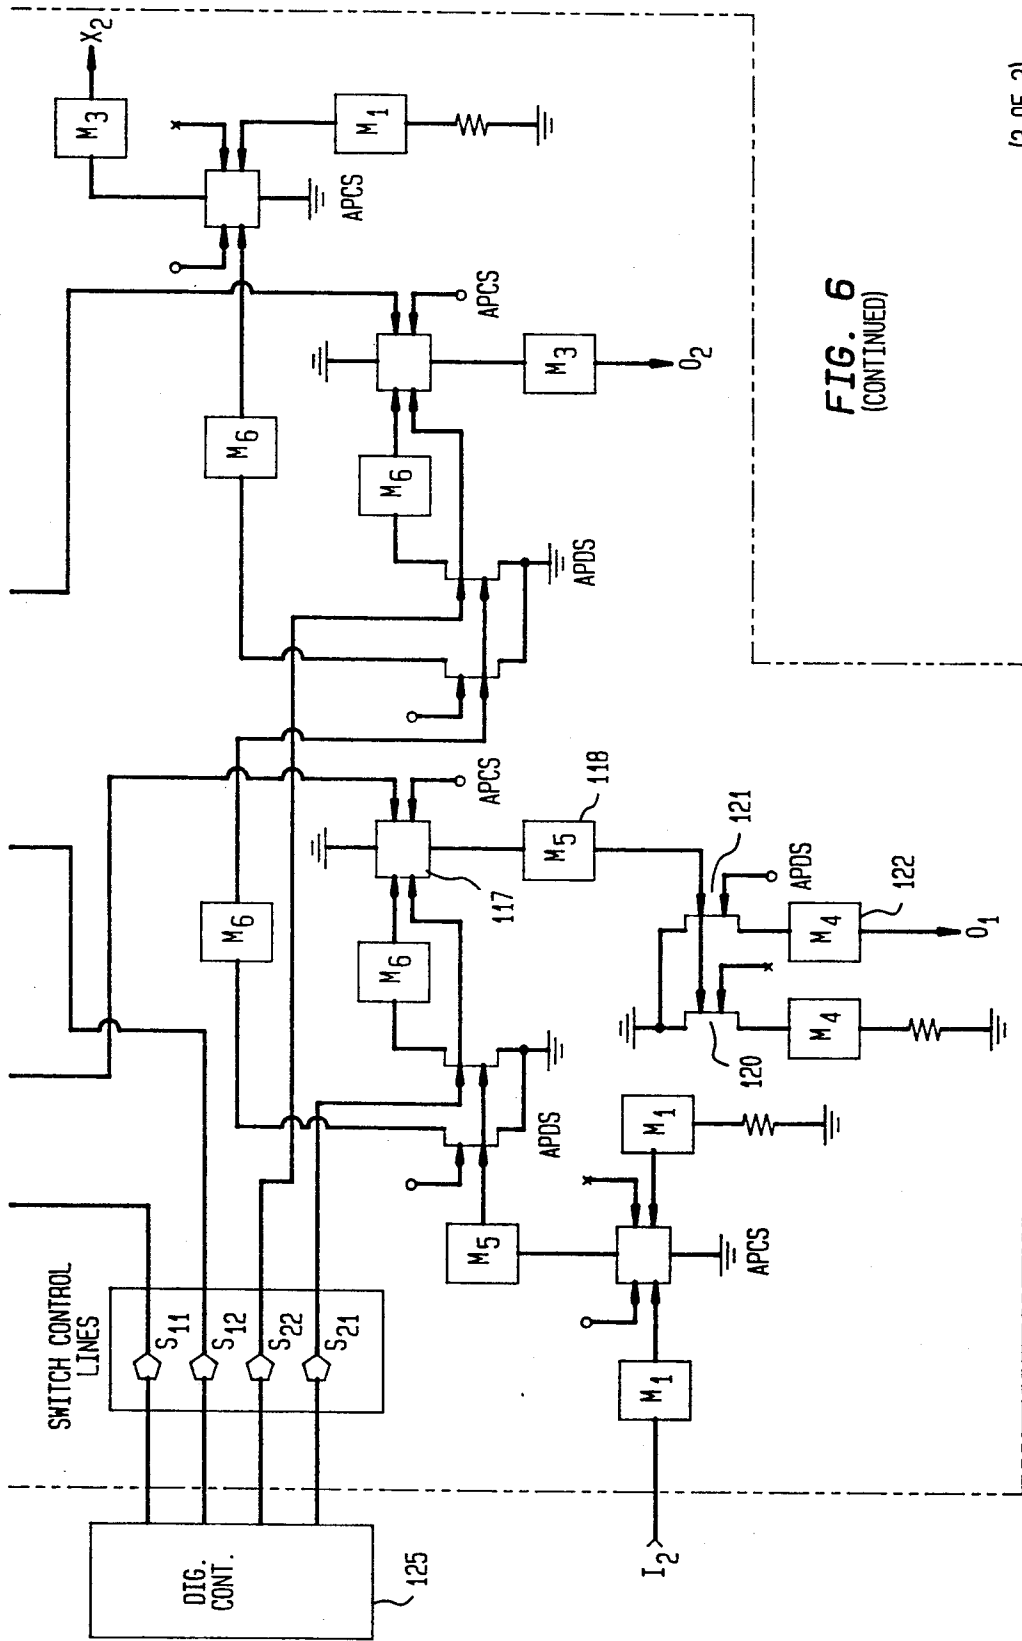 SWITCH CONTROL
LINES
DIG.
CONT.
125
S11
S12
S22
S21
I2
M1
M5
M1
APCS
APDS
M6
M6
117
APCS
M5
118
120
121
APDS
M4
M4
122
O1
APDS
M6
M6
APCS
M3
O2
APCS
M1
M3
X2
FIG. 6
(CONTINUED)